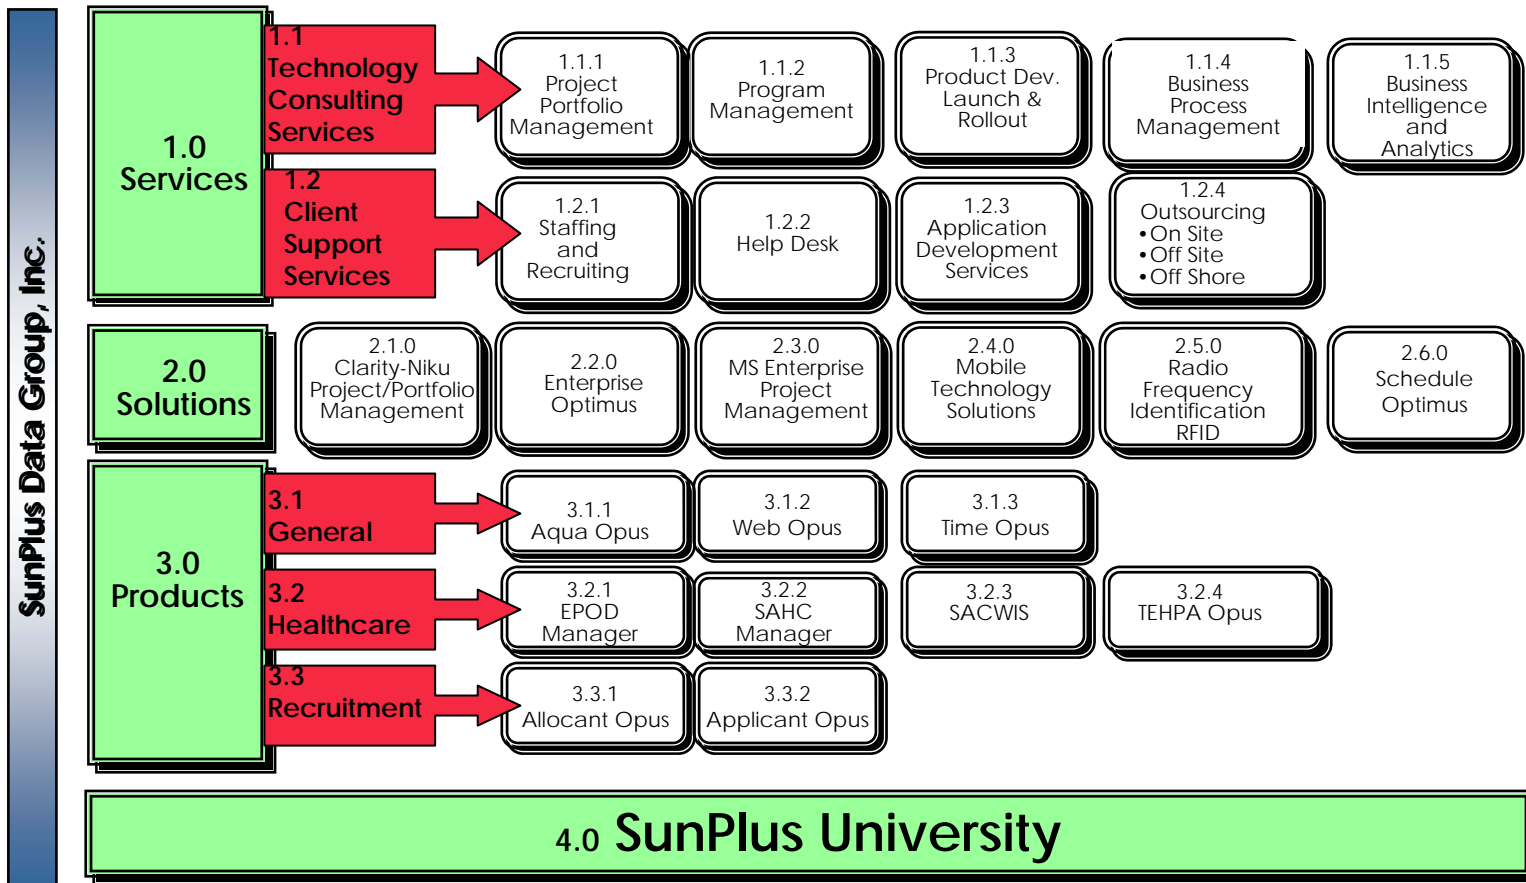 SunPlus Data Group, Inc.
1.0
Services
1.1
Technology
Consulting
Services
1.1.1
Project
Portfolio
Management
1.1.2
Program
Management
1.1.3
Product Dev.
Launch &
Rollout
1.1.4
Business
Process
Management
1.1.5
Business
Intelligence
and
Analytics
1.2
Client
Support
Services
1.2.1
Staffing
and
Recruiting
1.2.2
Help Desk
1.2.3
Application
Development
Services
1.2.4
Outsourcing
•On Site
•Off Site
•Off Shore
2.0
Solutions
2.1.0
Clarity-Niku
Project/Portfolio
Management
2.2.0
Enterprise
Optimus
2.3.0
MS Enterprise
Project
Management
2.4.0
Mobile
Technology
Solutions
2.5.0
Radio
Frequency
Identification
RFID
2.6.0
Schedule
Optimus
3.0
Products
3.1
General
3.1.1
Aqua Opus
3.1.2
Web Opus
3.1.3
Time Opus
3.2
Healthcare
3.2.1
EPOD
Manager
3.2.2
SAHC
Manager
3.2.3
SACWIS
3.2.4
TEHPA Opus
3.3
Recruitment
3.3.1
Allocant Opus
3.3.2
Applicant Opus
4.0 SunPlus University